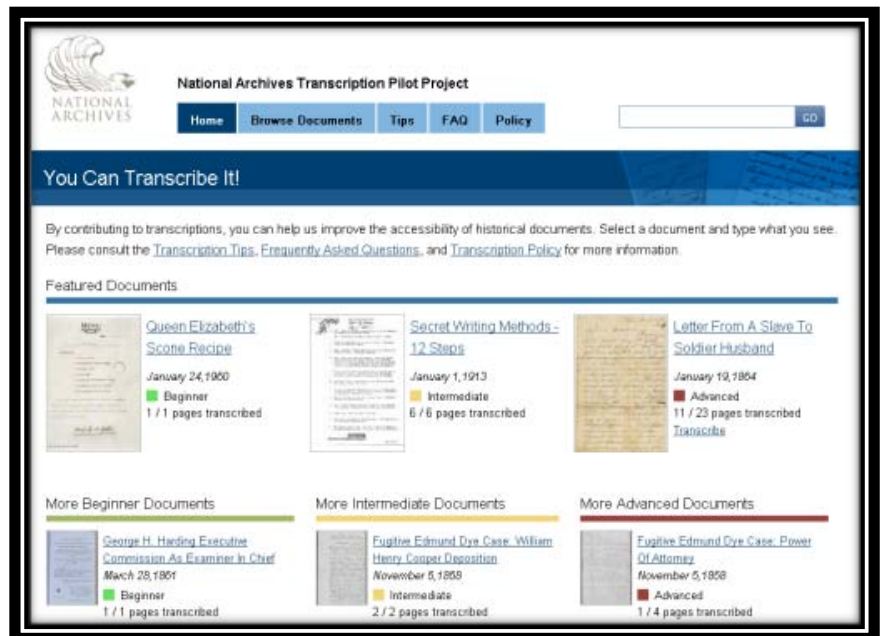 NATIONAL
ARCHIVES
National Archives Transcription Pilot Project
Home Browse Documents Tips FAQ Policy
GO
You Can Transcribe It!
By contributing to transcriptions, you can help us improve the accessibility of historical documents. Select a document and type what you see.
Please consult the Transcription Tips, Frequently Asked Questions, and Transcription Policy for more information.
Featured Documents
Queen Elizabeth's
Scone Recipe
January 24,1960
Beginner
1 / 1 pages transcribed
Secret Writing Methods -
12 Steps
January 1,1913
Intermediate
6 / 6 pages transcribed
Letter From A Slave To
Soldier Husband
January 19,1864
Advanced
11 / 23 pages transcribed
Transcribe
More Beginner Documents
George H. Harding Executive
Commission As Examiner In Chief
March 28,1861
Beginner
1 / 1 pages transcribed
More Intermediate Documents
Fugitive Edmund Dye Case: William
Henry Cooper Deposition
November 5,1858
Intermediate
2 / 2 pages transcribed
More Advanced Documents
Fugitive Edmund Dye Case: Power
Of Attorney
November 5,1858
Advanced
1 / 4 pages transcribed